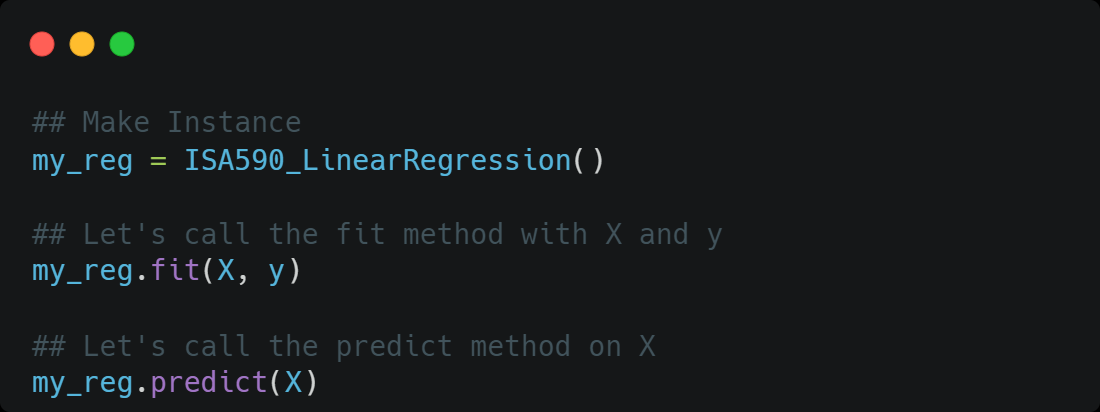 ## Make Instance
my_reg = ISA590_LinearRegression()
## Let's call the fit method with X and y
my_reg.fit(X, y)
## Let's call the predict method on X
my_reg.predict(X)